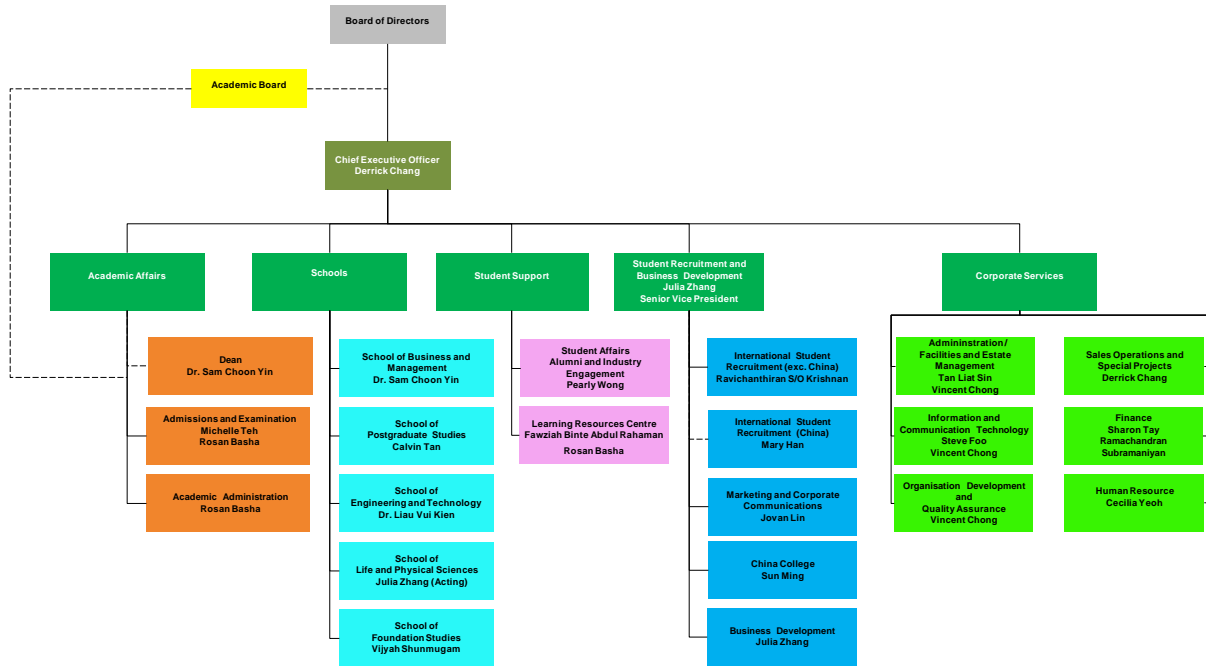 Board of Directors
Academic Board
Chief Executive Officer
Derrick Chang
Academic Affairs
Schools
Student Support
Student Recruitment and
Business Development
Julia Zhang
Senior Vice President
Corporate Services
Dean
Dr. Sam Choon Yin
Admissions and Examination
Michelle Teh
Rosan Basha
Academic Administration
Rosan Basha
School of Business and
Management
Dr. Sam Choon Yin
School of
Postgraduate Studies
Calvin Tan
School of
Engineering and Technology
Dr. Liau Vui Kien
School of
Life and Physical Sciences
Julia Zhang (Acting)
School of
Foundation Studies
Vijyah Shunmugam
Student Affairs
Alumni and Industry
Engagement
Pearly Wong
Learning Resources Centre
Fawziah Binte Abdul Rahaman
Rosan Basha
International Student
Recruitment (exc. China)
Ravichanthiran S/O Krishnan
International Student
Recruitment (China)
Mary Han
Marketing and Corporate
Communications
Jovan Lin
China College
Sun Ming
Business Development
Julia Zhang
Admininstration /
Facilities and Estate
Management
Tan Liat Sin
Vincent Chong
Information and
Communication Technology
Steve Foo
Vincent Chong
Organisation Development
and
Quality Assurance
Vincent Chong
Sales Operations and
Special Projects
Derrick Chang
Finance
Sharon Tay
Ramachandran
Subramaniyan
Human Resource
Cecilia Yeoh